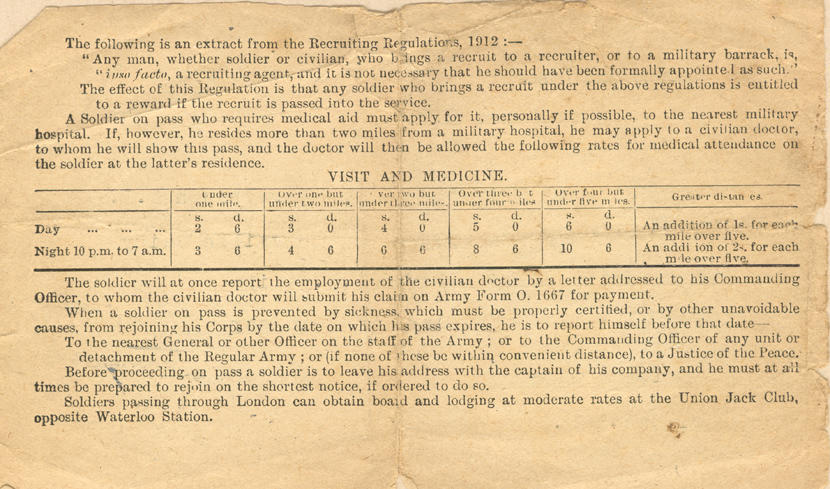 The following is an extract from the Recruiting Regulations, 1912 :—
" Any man, whether soldier or civilian, who brings a recruit to a recruiter, or to a military barrack, is,
" ipso facto, a recruiting agent, and it is not necessary that he should have been formally appointed as such."
The effect of this Regulation is that any soldier who brings a recruit under the above regulations is entitled
to a reward if the recruit is passed into the service.
A Soldier on pass who requires medical aid must apply for it, personally if possible, to the nearest military
hospital. If, however, he resides more than two miles from a military hospital, he may apply to a civilian doctor,
to whom he will show this pass, and the doctor will then be allowed the following rates for medical attendance on
the soldier at the latter's residence.
VISIT AND MEDICINE.
Under one mile. Over one but under two miles. Over two but under three miles. Over three but under four miles Over four but under five miles. Greater distances.
s. d. s. d. s. d. s. d. s. d.
Day ... ... ... 2 6 3 0 4 0 5 0 6 0 An addition of 1s. for each
mile over five.
Night 10 p.m. to 7 a.m. 3 6 4 6 6 6 8 6 10 6 An addition of 2s. for each
mile over five.
The soldier will at once report the employment of the civilian doctor by a letter addressed to his Commanding
Officer, to whom the civilian doctor will submit his claim on Army Form O. 1667 for payment.
When a soldier on pass is prevented by sickness, which must be properly certified, or by other unavoidable
causes, from rejoining his Corps by the date on which his pass expires, he is to report himself before that date—
To the nearest General or other Officer on the staff of the Army ; or to the Commanding Officer of any unit or
detachment of the Regular Army ; or (if none of these be within convenient distance), to a Justice of the Peace.
Before proceeding on pass a soldier is to leave his address with the captain of his company, and he must at all
times be prepared to rejoin on the shortest notice, if ordered to do so.
Soldiers passing through London can obtain board and lodging at moderate rates at the Union Jack Club,
opposite Waterloo Station.